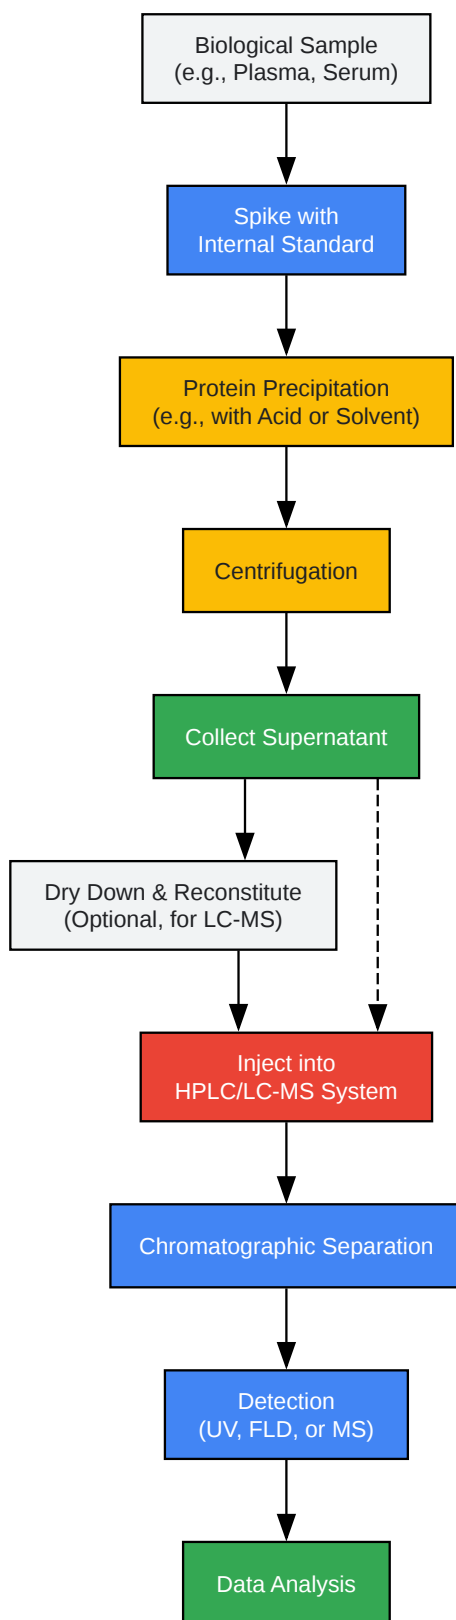 Biological Sample
(e.g., Plasma, Serum)
Spike with
Internal Standard
Protein Precipitation
(e.g., with Acid or Solvent)
Centrifugation
Collect Supernatant
Dry Down & Reconstitute
(Optional, for LC-MS)
Inject into
HPLC/LC-MS System
Chromatographic Separation
Detection
(UV, FLD, or MS)
Data Analysis